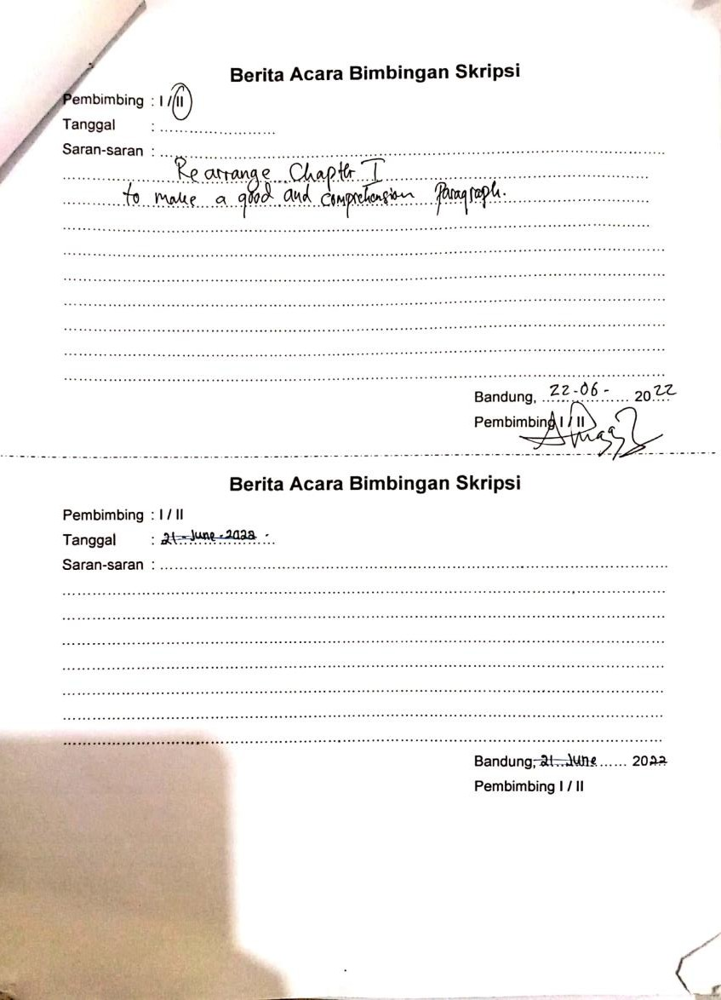 Berita Acara Bimbingan Skripsi
Pembimbing : I / II
Tanggal : ............................
Saran-saran : ............................
Rearrange Chapter I
to make a good and comprehension Paragraph.
Bandung, 22-06- 2022
Pembimbing I / II
Berita Acara Bimbingan Skripsi
Pembimbing : I / II
Tanggal : 21-June-2022
Saran-saran : ............................
Bandung, 21 June ...... 2022
Pembimbing I / II